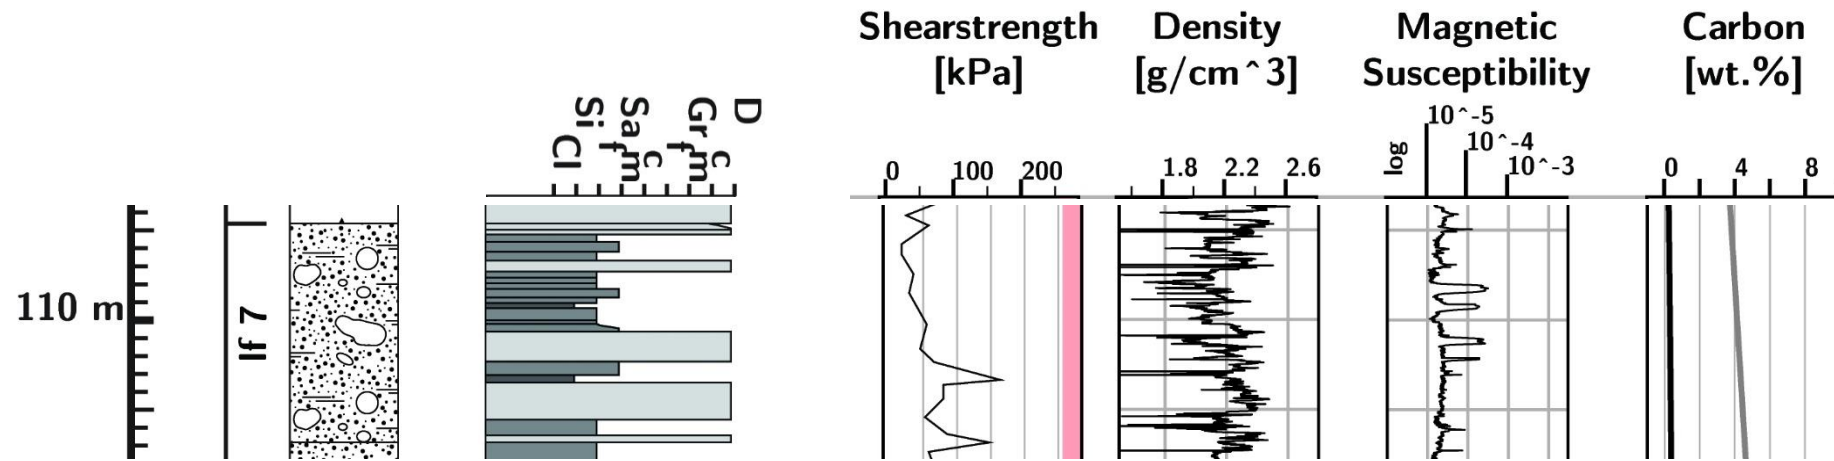 Shearstrength Density Magnetic Carbon
[kPa] [g/cm^3] Susceptibility [wt.%]
Cl Si f Sa m c f Gr m c D
10^-5
log 10^-4
0 100 200 1.8 2.2 2.6 10^-3 0 4 8
110 m
lf 7